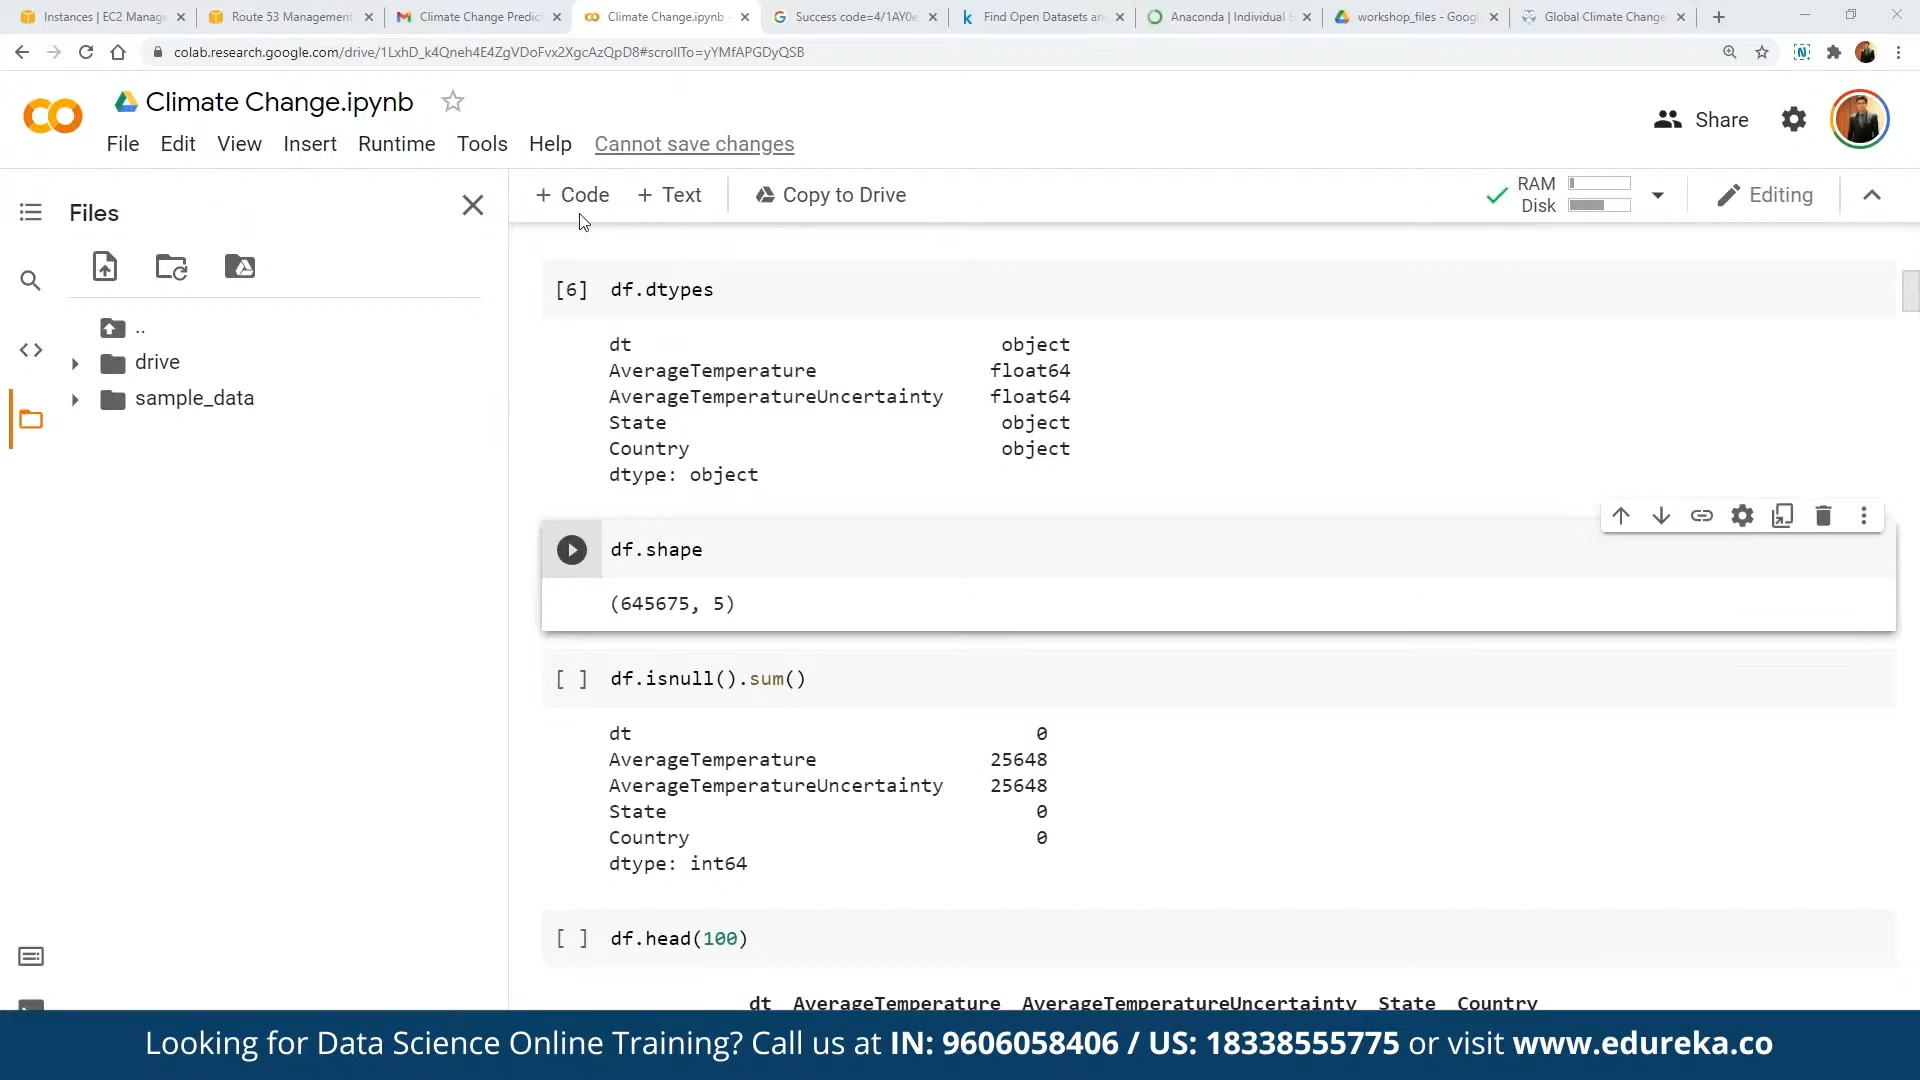 Instances | EC2 Manag
Route 53 Management
Climate Change Predic
Climate Change.ipynb
Success code=4/1AY0e
Find Open Datasets an
Anaconda | Individual
workshop_files - Goog
Global Climate Change
colab.research.google.com/drive/1LxhD_k4Qneh4E4ZgVDoFvx2XgcAzQpD8#scrollTo=yYMfAPGDyQSB
Climate Change.ipynb
Share
File Edit View Insert Runtime Tools Help Cannot save changes
Files
+ Code + Text Copy to Drive
RAM
Disk
Editing
..
drive
sample_data
[6] df.dtypes
dt object
AverageTemperature float64
AverageTemperatureUncertainty float64
State object
Country object
dtype: object
df.shape
(645675, 5)
[ ] df.isnull().sum()
dt 0
AverageTemperature 25648
AverageTemperatureUncertainty 25648
State 0
Country 0
dtype: int64
[ ] df.head(100)
dt AverageTemperature AverageTemperatureUncertainty State Country
Looking for Data Science Online Training? Call us at IN: 9606058406 / US: 18338555775 or visit www.edureka.co